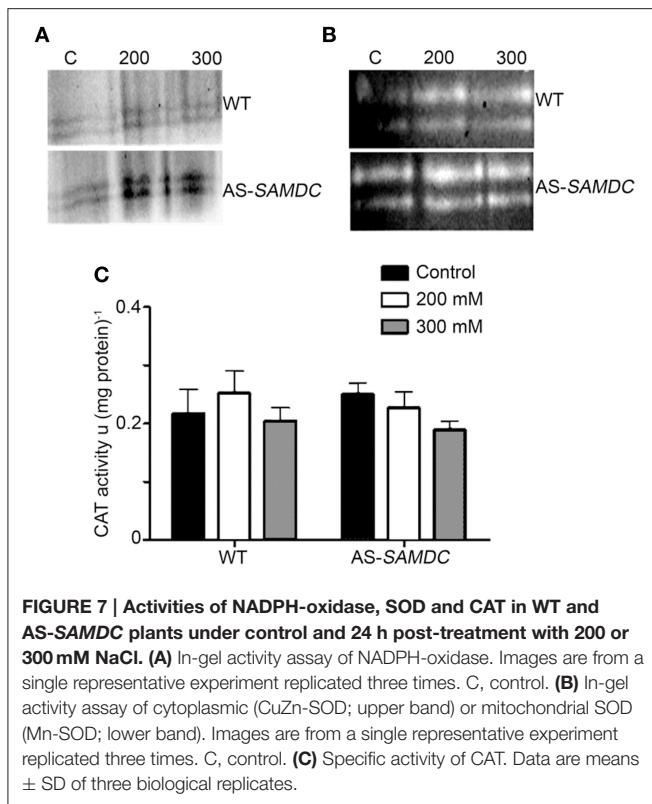 A
B
C 200 300
C 200 300
WT
WT
AS-SAMDC
AS-SAMDC
C
Control
200 mM
300 mM
CAT activity u (mg protein)-1
0.4
0.2
0
WT
AS-SAMDC
FIGURE 7 | Activities of NADPH-oxidase, SOD and CAT in WT and
AS-SAMDC plants under control and 24 h post-treatment with 200 or
300 mM NaCl. (A) In-gel activity assay of NADPH-oxidase. Images are from a
single representative experiment replicated three times. C, control. (B) In-gel
activity assay of cytoplasmic (CuZn-SOD; upper band) or mitochondrial SOD
(Mn-SOD; lower band). Images are from a single representative experiment
replicated three times. C, control. (C) Specific activity of CAT. Data are means
± SD of three biological replicates.